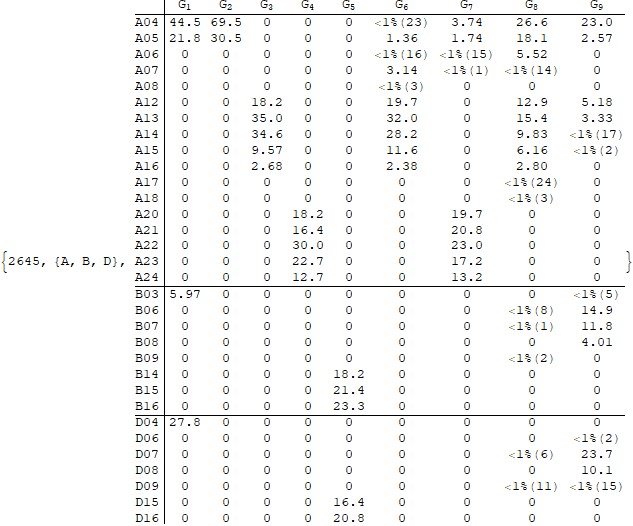 G1 G2 G3 G4 G5 G6 G7 G8 G9
A04 44.5 69.5 0 0 0 <1%(23) 3.74 26.6 23.0
A05 21.8 30.5 0 0 0 1.36 1.74 18.1 2.57
A06 0 0 0 0 0 <1%(16) <1%(15) 5.52 0
A07 0 0 0 0 0 3.14 <1%(1) <1%(14) 0
A08 0 0 0 0 0 <1%(3) 0 0 0
A12 0 0 18.2 0 0 19.7 0 12.9 5.18
A13 0 0 35.0 0 0 32.0 0 15.4 3.33
A14 0 0 34.6 0 0 28.2 0 9.83 <1%(17)
A15 0 0 9.57 0 0 11.6 0 6.16 <1%(2)
A16 0 0 2.68 0 0 2.38 0 2.80 0
A17 0 0 0 0 0 0 0 <1%(24) 0
A18 0 0 0 0 0 0 0 <1%(3) 0
A20 0 0 0 18.2 0 0 19.7 0 0
A21 0 0 0 16.4 0 0 20.8 0 0
A22 0 0 0 30.0 0 0 23.0 0 0
{2645, {A, B, D}, A23 0 0 0 22.7 0 0 17.2 0 0 }
A24 0 0 0 12.7 0 0 13.2 0 0
B03 5.97 0 0 0 0 0 0 0 <1%(5)
B06 0 0 0 0 0 0 0 <1%(8) 14.9
B07 0 0 0 0 0 0 0 <1%(1) 11.8
B08 0 0 0 0 0 0 0 0 4.01
B09 0 0 0 0 0 0 0 <1%(2) 0
B14 0 0 0 0 18.2 0 0 0 0
B15 0 0 0 0 21.4 0 0 0 0
B16 0 0 0 0 23.3 0 0 0 0
D04 27.8 0 0 0 0 0 0 0 0
D06 0 0 0 0 0 0 0 0 <1%(2)
D07 0 0 0 0 0 0 0 <1%(6) 23.7
D08 0 0 0 0 0 0 0 0 10.1
D09 0 0 0 0 0 0 0 <1%(11) <1%(15)
D15 0 0 0 0 16.4 0 0 0 0
D16 0 0 0 0 20.8 0 0 0 0